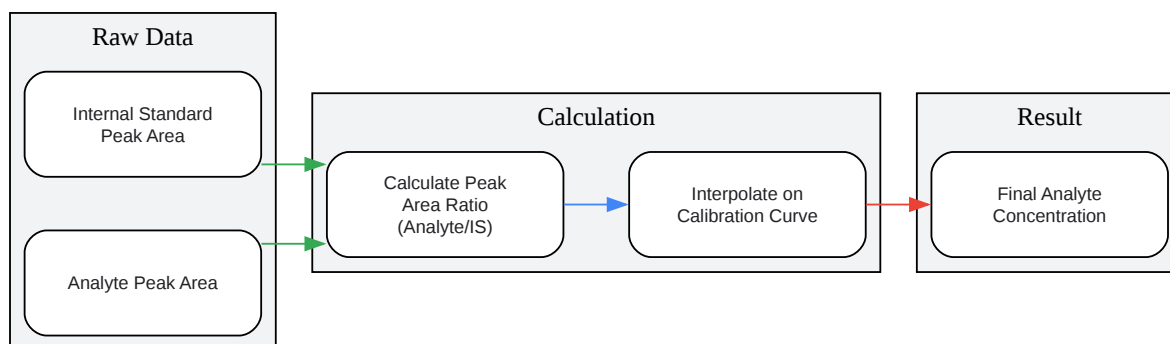 Raw Data
Internal Standard
Peak Area
Analyte Peak Area
Calculation
Calculate Peak
Area Ratio
(Analyte/IS)
Interpolate on
Calibration Curve
Result
Final Analyte
Concentration